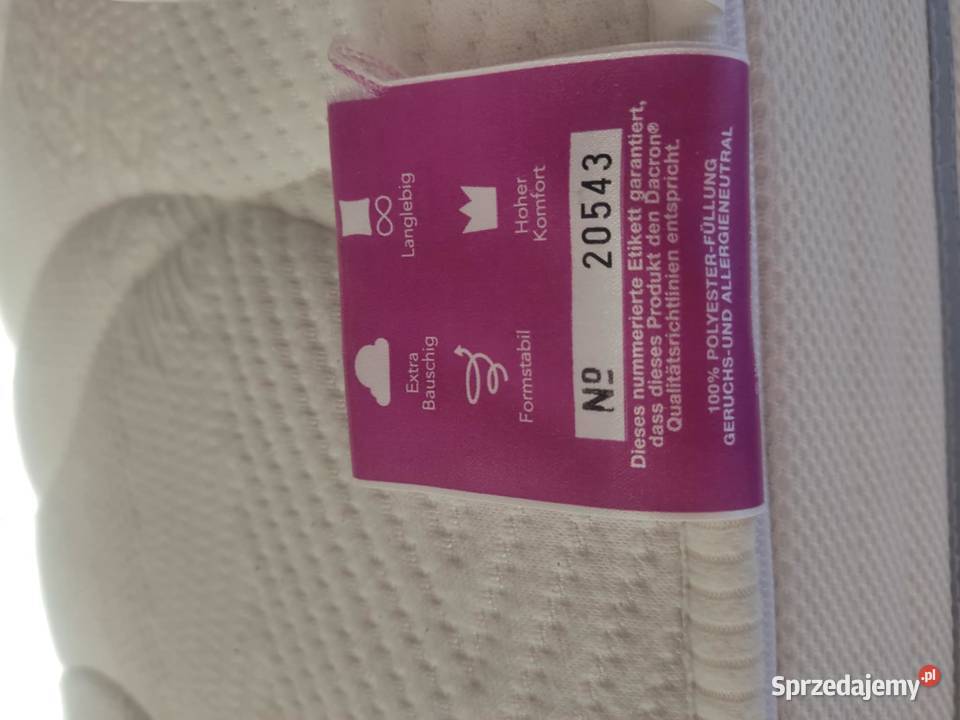 Extra
Bauschig
Langlebig
Formstabil
Hoher
Komfort
Nº 20543
Dieses nummerierte Etikett garantiert,
dass dieses Produkt den Dacron®
Qualitätsrichtlinien entspricht.
100% POLYESTER-FÜLLUNG
GERUCHS-UND ALLERGIENEUTRAL
Sprzedajemy.pl